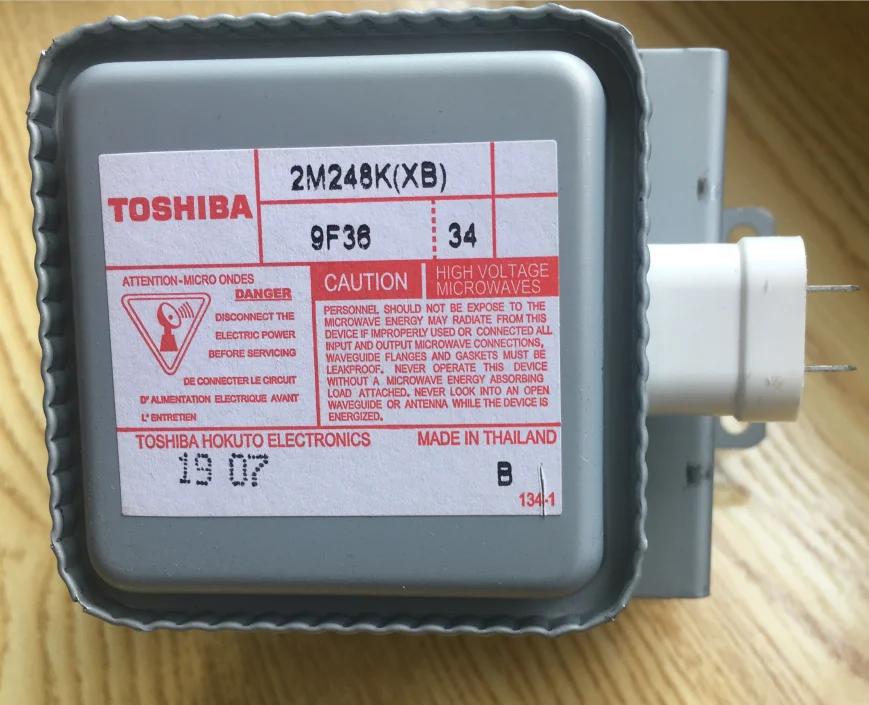 TOSHIBA
2M248K(XB)
9F36 34
ATTENTION-MICRO ONDES
DANGER
DISCONNECT THE
ELECTRIC POWER
BEFORE SERVICING
DE CONNECTER LE CIRCUIT
D' ALIMENTATION ELECTRIQUE AVANT
L' ENTRETIEN
CAUTION
HIGH VOLTAGE
MICROWAVES
PERSONNEL SHOULD NOT BE EXPOSE TO THE
MICROWAVE ENERGY MAY RADIATE FROM THIS
DEVICE IF IMPROPERLY USED OR CONNECTED ALL
INPUT AND OUTPUT MICROWAVE CONNECTIONS,
WAVEGUIDE FLANGES AND GASKETS MUST BE
LEAKPROOF. NEVER OPERATE THIS DEVICE
WITHOUT A MICROWAVE ENERGY ABSORBING
LOAD ATTACHED. NEVER LOOK INTO AN OPEN
WAVEGUIDE OR ANTENNA WHILE THE DEVICE IS
ENERGIZED.
TOSHIBA HOKUTO ELECTRONICS MADE IN THAILAND
19 07 B
134-1